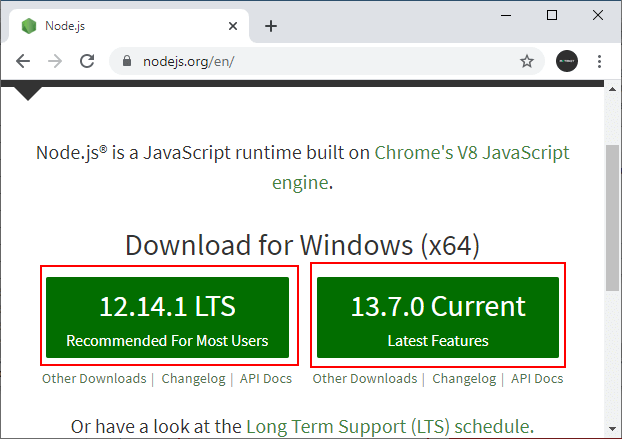 Node.js
nodejs.org/en/
Node.js® is a JavaScript runtime built on Chrome's V8 JavaScript
engine.
Download for Windows (x64)
12.14.1 LTS
Recommended For Most Users
13.7.0 Current
Latest Features
Other Downloads | Changelog | API Docs
Other Downloads | Changelog | API Docs
Or have a look at the Long Term Support (LTS) schedule.